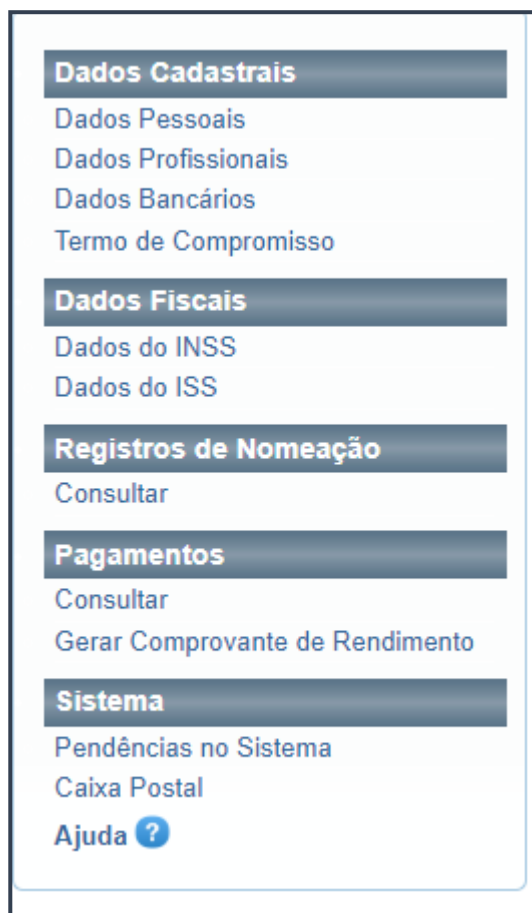 Dados Cadastrais
Dados Pessoais
Dados Profissionais
Dados Bancários
Termo de Compromisso
Dados Fiscais
Dados do INSS
Dados do ISS
Registros de Nomeação
Consultar
Pagamentos
Consultar
Gerar Comprovante de Rendimento
Sistema
Pendências no Sistema
Caixa Postal
Ajuda ?